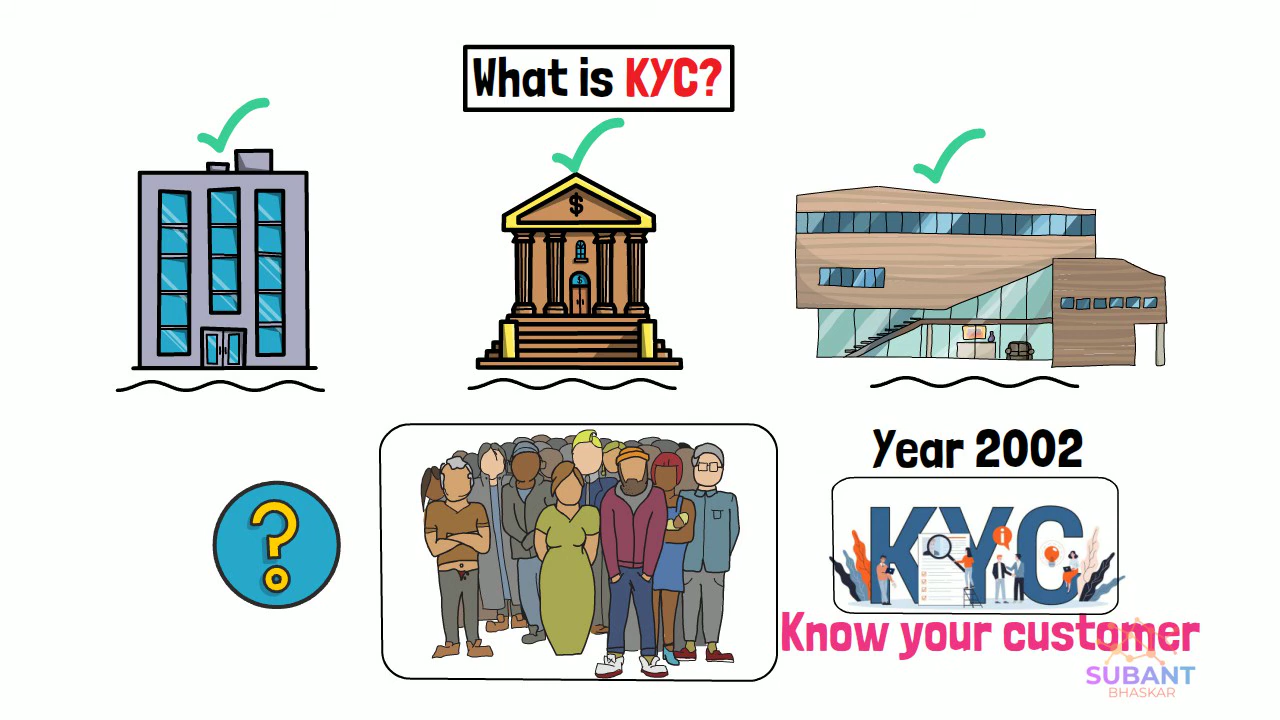 What is KYC?
$
Year 2002
KYC
Know your customer
SUBANT
BHASKAR